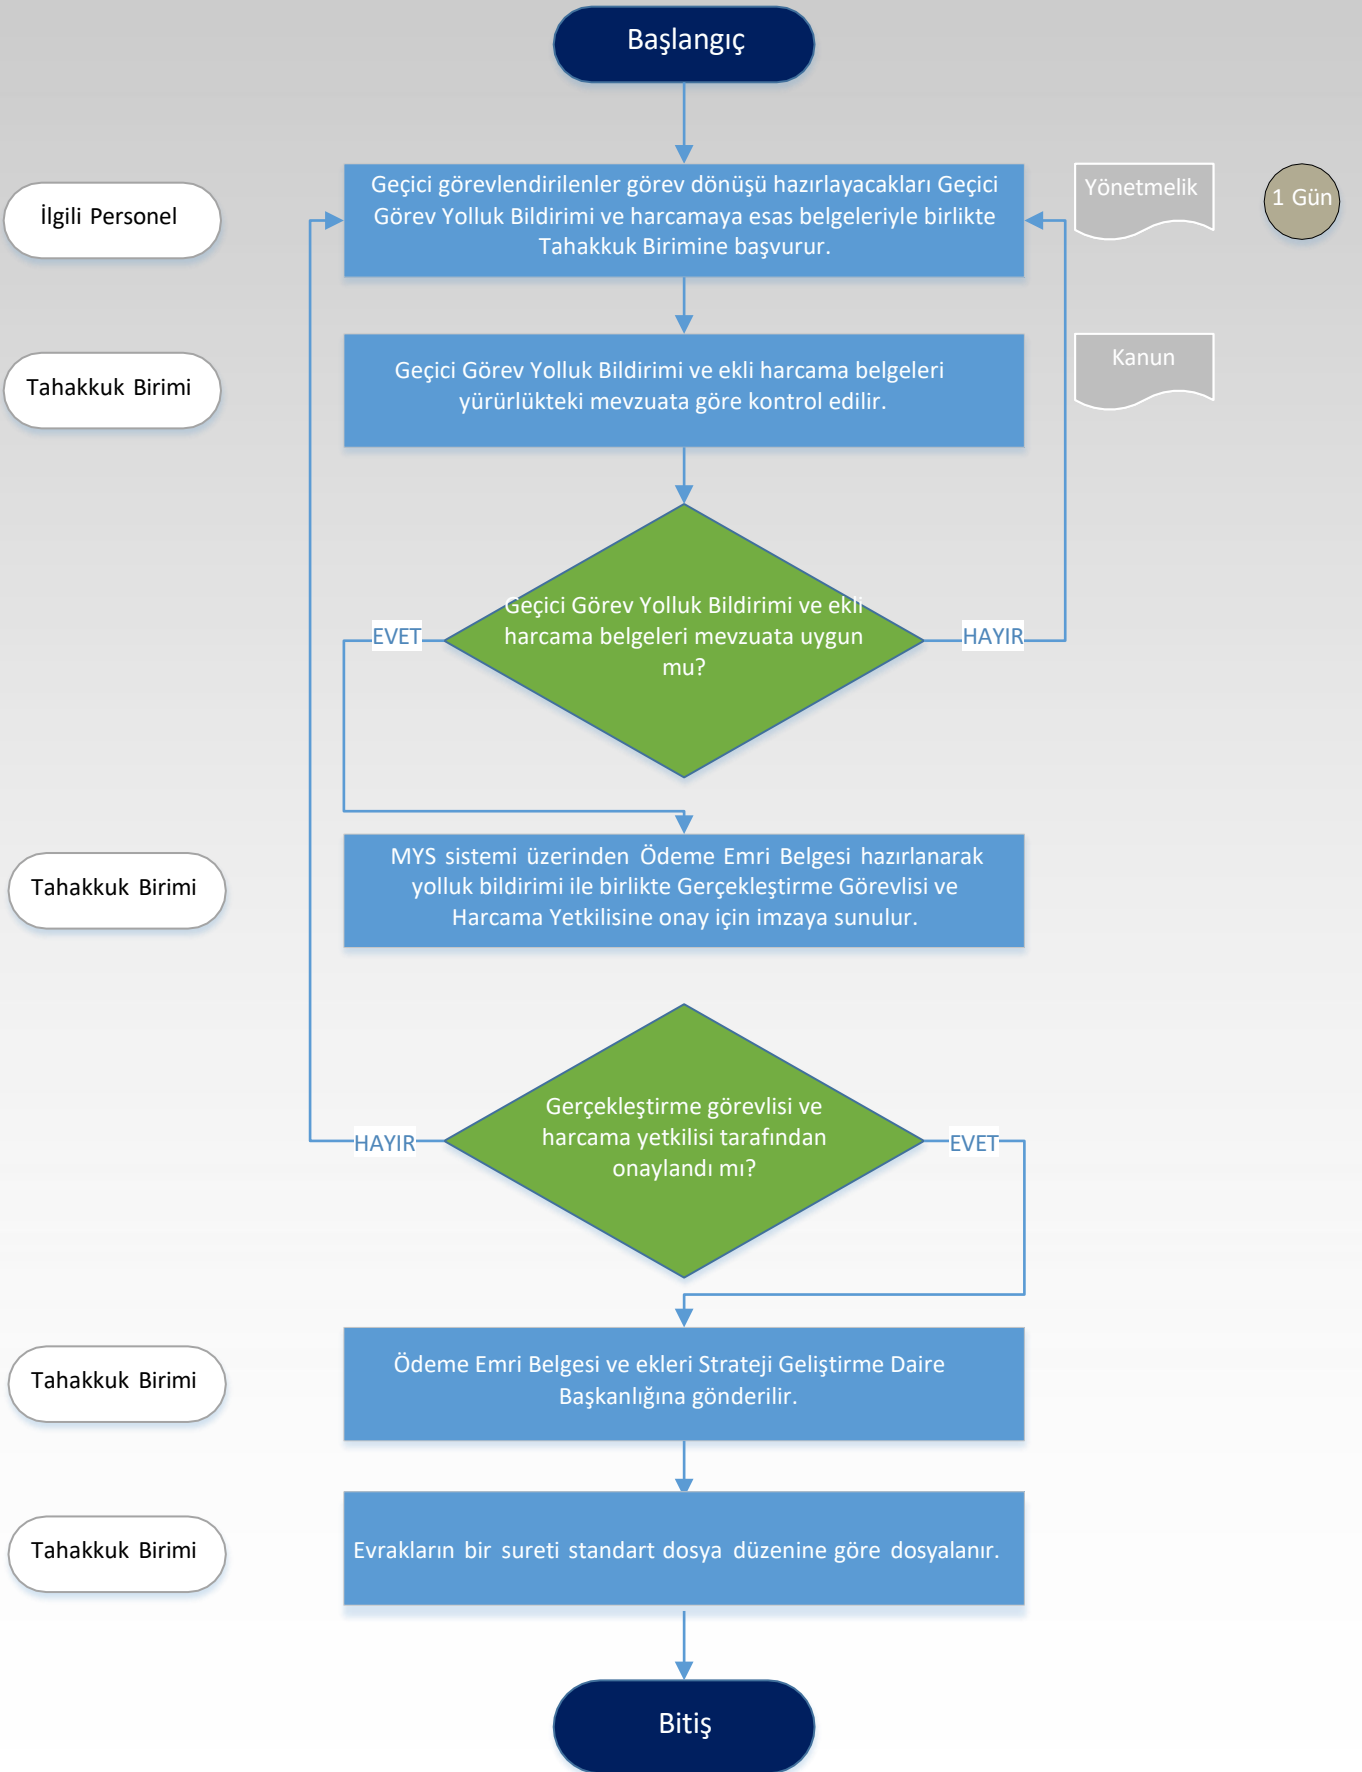 Başlangıç
İlgili Personel
Geçici görevlendirilenler görev dönüşü hazırlayacakları Geçici
Görev Yolluk Bildirimi ve harcamaya esas belgeleriyle birlikte
Tahakkuk Birimine başvurur.
Yönetmelik
1 Gün
Tahakkuk Birimi
Geçici Görev Yolluk Bildirimi ve ekli harcama belgeleri
yürürlükteki mevzuata göre kontrol edilir.
Kanun
Geçici Görev Yolluk Bildirimi ve ekli
harcama belgeleri mevzuata uygun
mu?
EVET
HAYIR
Tahakkuk Birimi
MYS sistemi üzerinden Ödeme Emri Belgesi hazırlanarak
yolluk bildirimi ile birlikte Gerçekleştirme Görevlisi ve
Harcama Yetkilisine onay için imzaya sunulur.
Gerçekleştirme görevlisi ve
harcama yetkilisi tarafından
onaylandı mı?
HAYIR
EVET
Tahakkuk Birimi
Ödeme Emri Belgesi ve ekleri Strateji Geliştirme Daire
Başkanlığına gönderilir.
Tahakkuk Birimi
Evrakların bir sureti standart dosya düzenine göre dosyalanır.
Bitiş